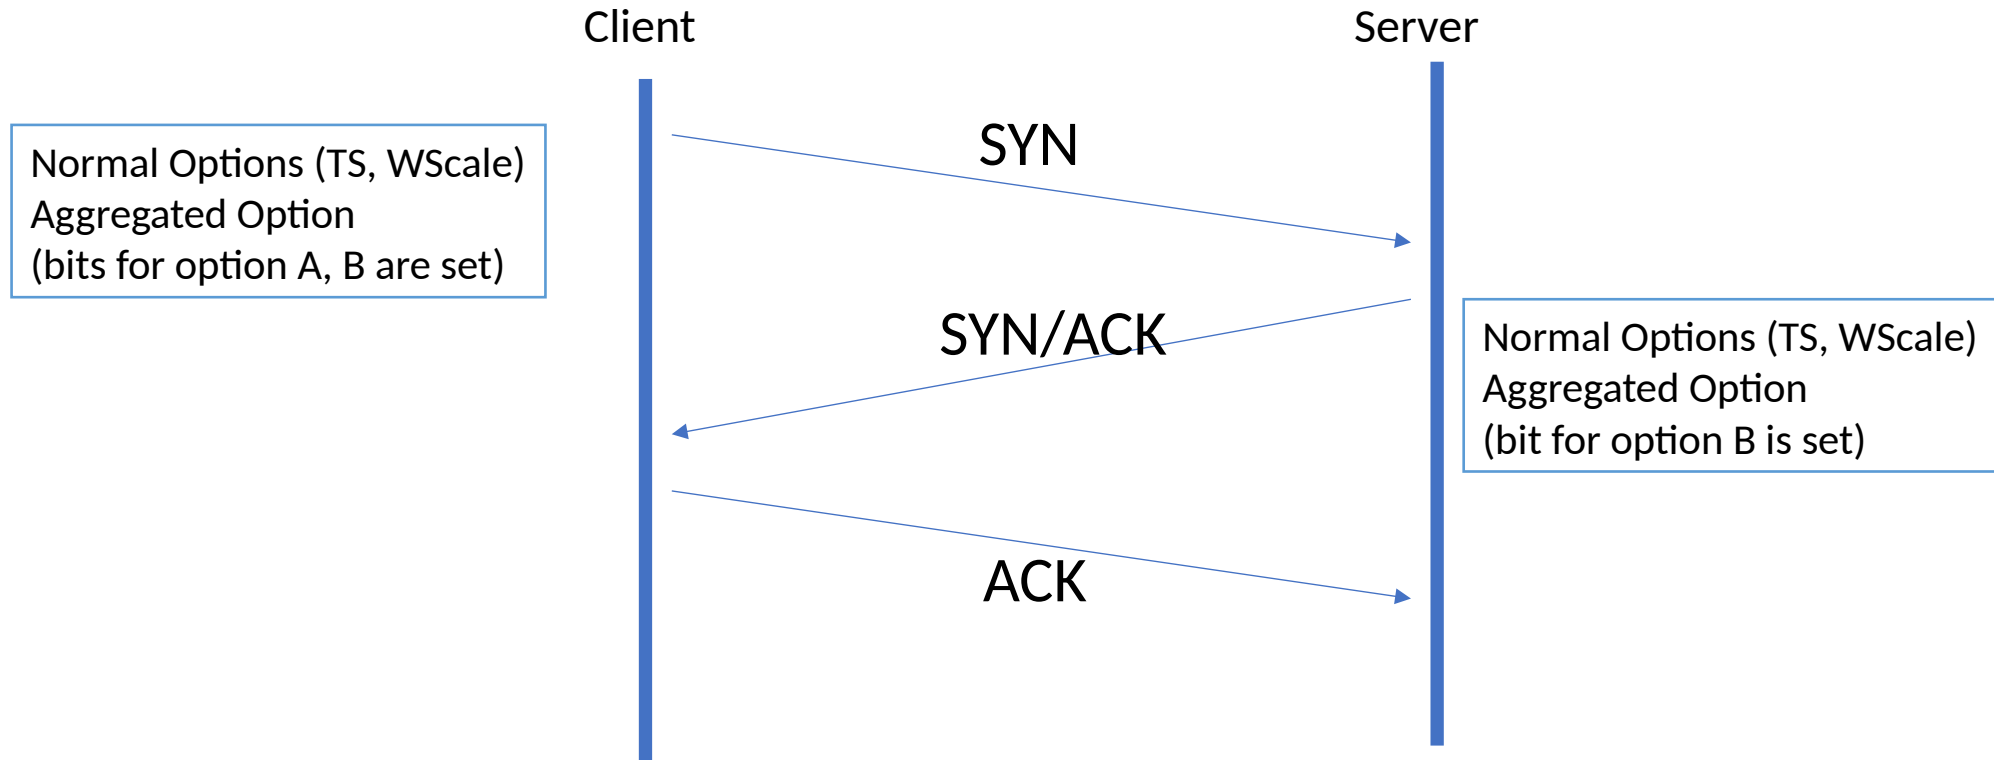 Client
Server
SYN
Normal Options (TS, WScale)
Aggregated Option
(bits for option A, B are set)
SYN/ACK
Normal Options (TS, WScale)
Aggregated Option
(bit for option B is set)
ACK